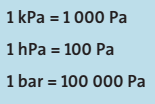 1 kPa = 1 000 Pa
1 hPa = 100 Pa
1 bar = 100 000 Pa